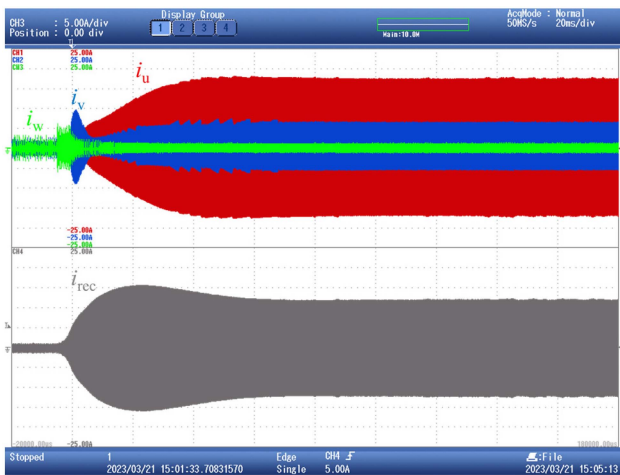 CH3 : 5.00A/div
Position : 0.00 div
Display Group
1 2 3 4
Main:10.0M
AcqMode : Normal
50MS/s 20ms/div
CH1 25.00A
CH2 25.00A
CH3 25.00A
iu
iv
iw
-25.00A
-25.00A
-25.00A
CH4 25.00A
irec
-20000.00us -25.00A 180000.00us
Stopped 1 Edge CH4 File
2023/03/21 15:01:33.70831570 Single 5.00A 2023/03/21 15:05:13